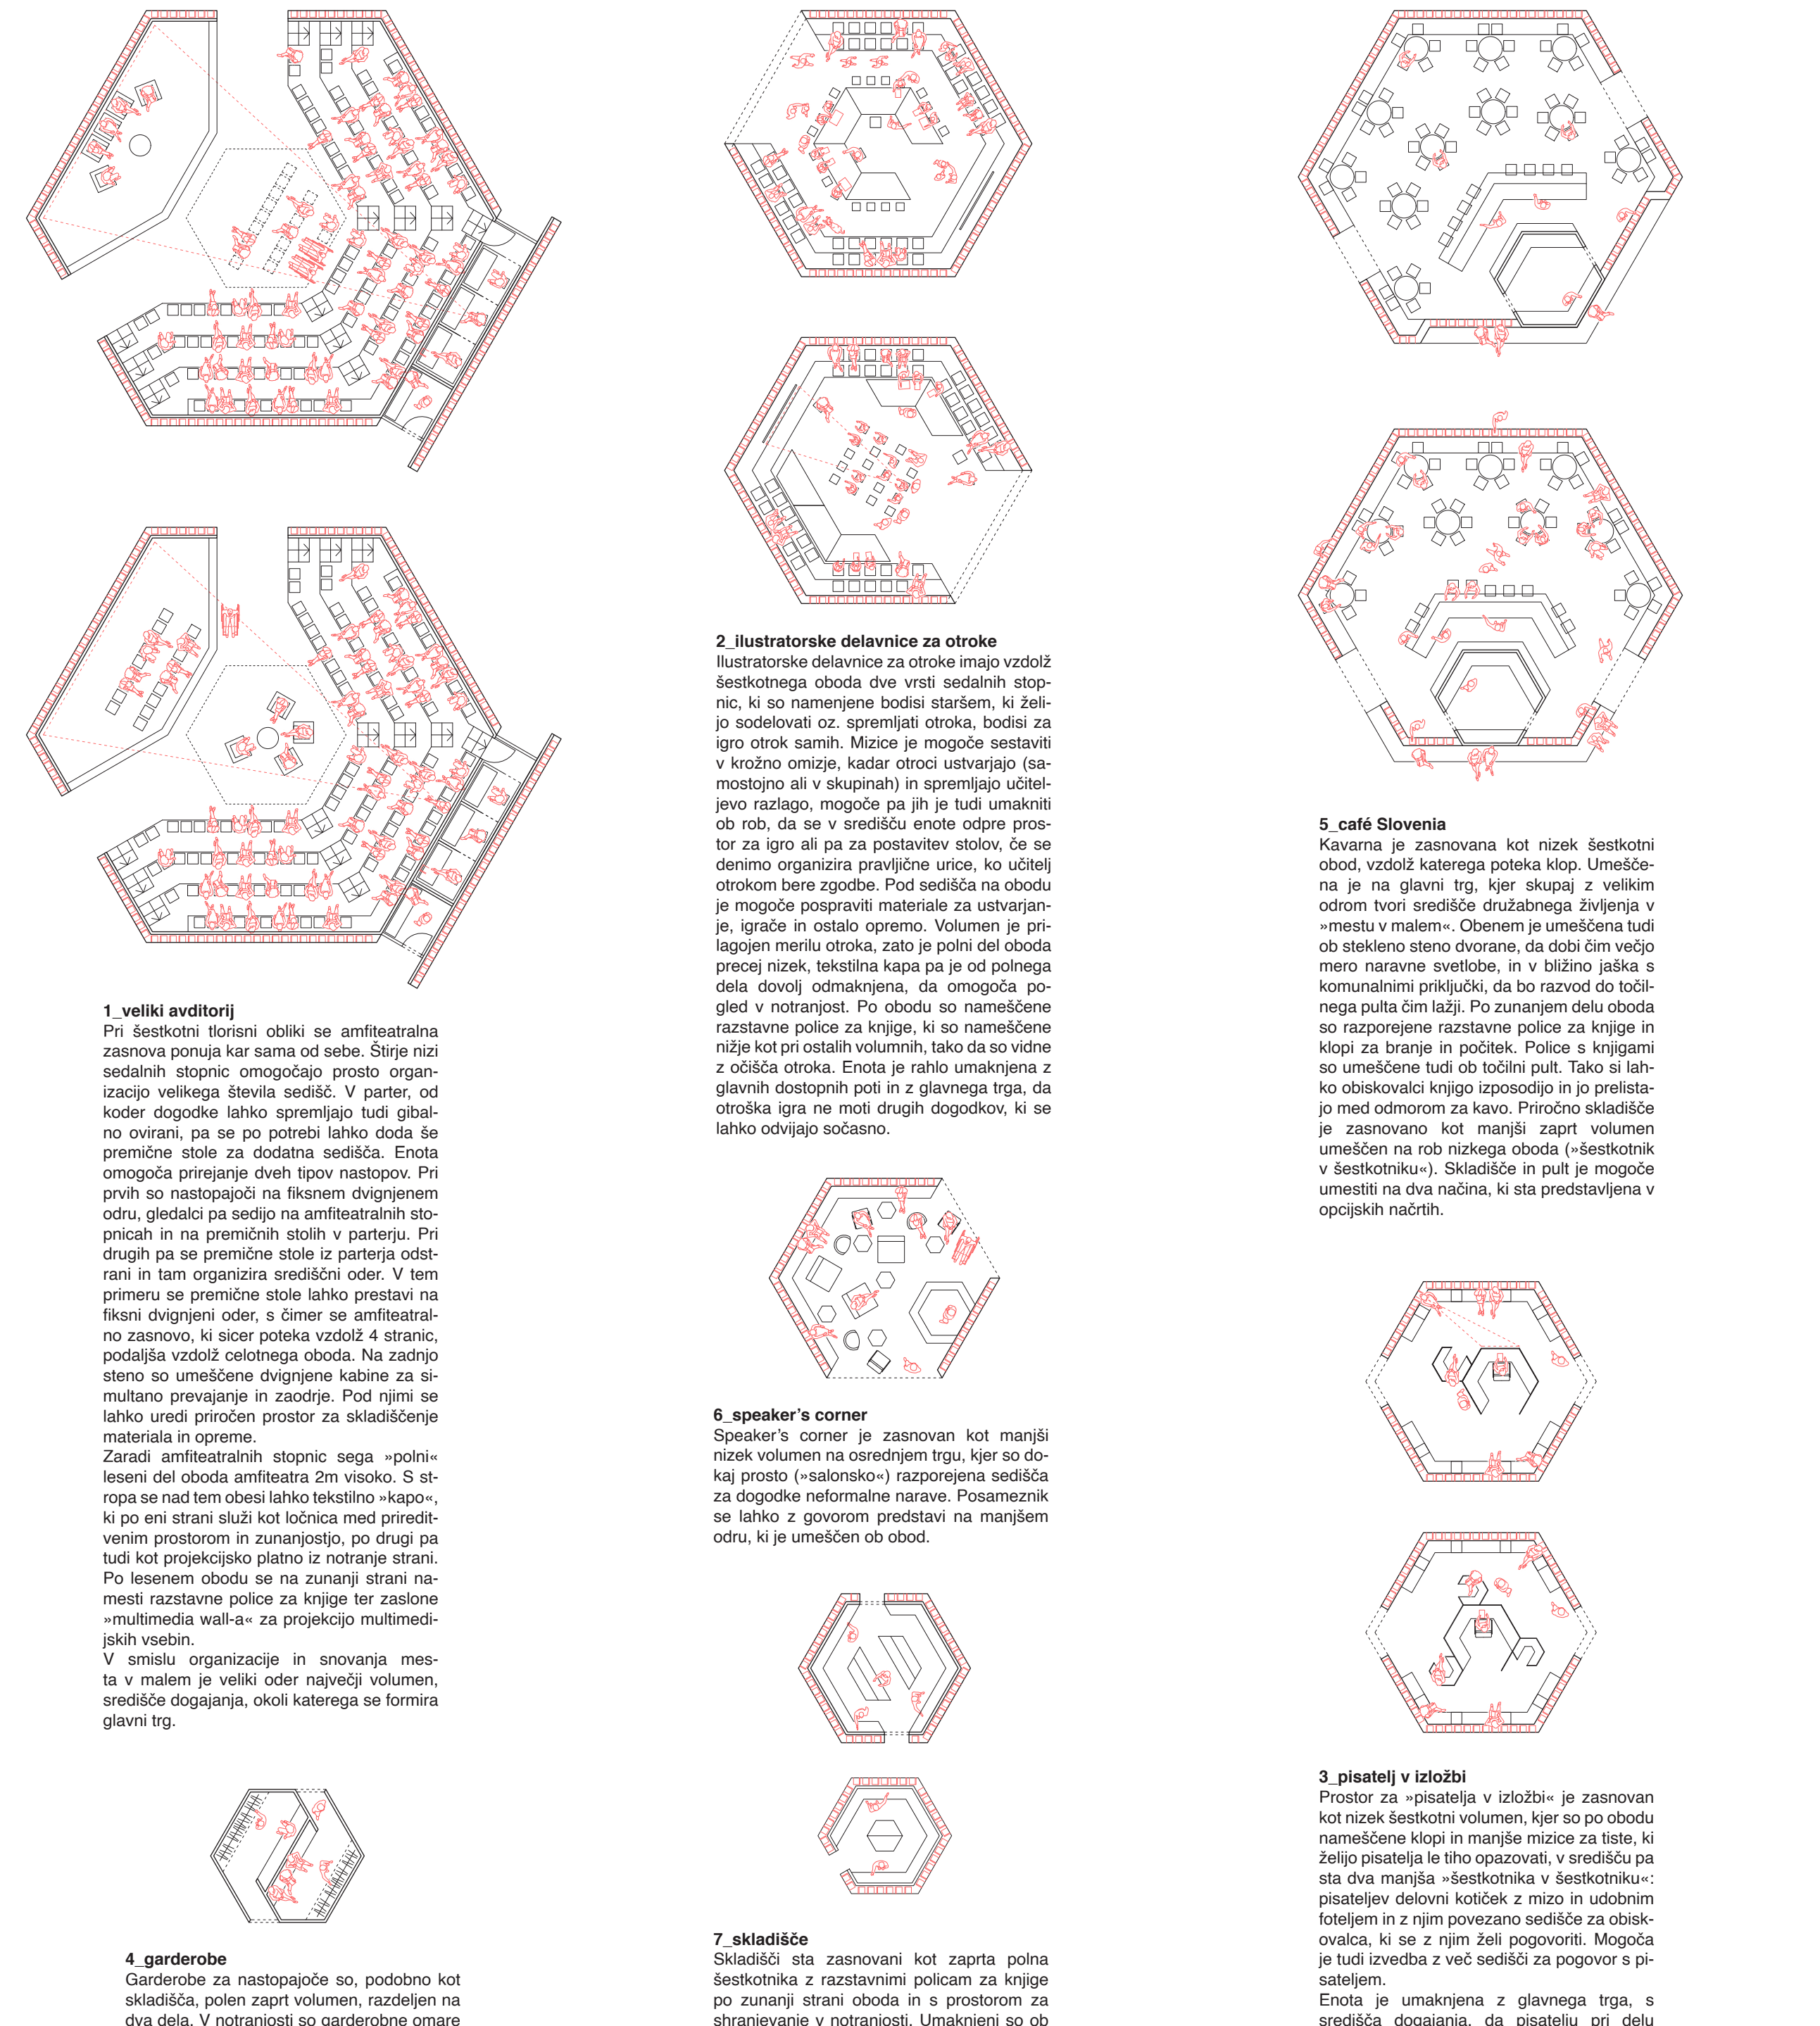 1_veliki avditorij
Pri šestkotni tlorisni obliki se amfiteatralna
zasnova ponuja kar sama od sebe. Štirje nizi
sedalnih stopnic omogočajo prosto organ-
izacijo velikega števila sedišč. V parter, od
koder dogodke lahko spremljajo tudi gibal-
no ovirani, pa se po potrebi lahko doda še
premične stole za dodatna sedišča. Enota
omogoča prirejanje dveh tipov nastopov. Pri
prvih so nastopajoči na fiksnem dvignjenem
odru, gledalci pa sedijo na amfiteatralnih sto-
pnicah in na premičnih stolih v parterju. Pri
drugih pa se premične stole iz parterja odst-
rani in tam organizira središčni oder. V tem
primeru se premične stole lahko prestavi na
fiksni dvignjeni oder, s čimer se amfiteatral-
no zasnovo, ki sicer poteka vzdolž 4 stranic,
podaljša vzdolž celotnega oboda. Na zadnjo
steno so umeščene dvignjene kabine za si-
multano prevajanje in zaodrje. Pod njimi se
lahko uredi priročen prostor za skladiščenje
materiala in opreme.
Zaradi amfiteatralnih stopnic sega »polni«
leseni del oboda amfiteatra 2m visoko. S st-
ropa se nad tem obesi lahko tekstilno »kapo«,
ki po eni strani služi kot ločnica med priredit-
venim prostorom in zunanjostjo, po drugi pa
tudi kot projekcijsko platno iz notranje strani.
Po lesenem obodu se na zunanji strani na-
mesti razstavne police za knjige ter zaslone
»multimedia wall-a« za projekcijo multimedi-
jskih vsebin.
V smislu organizacije in snovanja mes-
ta v malem je veliki oder največji volumen,
središče dogajanja, okoli katerega se formira
glavni trg.
4_garderobe
Garderobe za nastopajoče so, podobno kot
skladišča, polen zaprt volumen, razdeljen na
dva dela. V notranjosti so garderobne omare
2_ilustratorske delavnice za otroke
Ilustratorske delavnice za otroke imajo vzdolž
šestkotnega oboda dve vrsti sedalnih stop-
nic, ki so namenjene bodisi staršem, ki želi-
jo sodelovati oz. spremljati otroka, bodisi za
igro otrok samih. Mizice je mogoče sestaviti
v krožno omizje, kadar otroci ustvarjajo (sa-
mostojno ali v skupinah) in spremljajo učitel-
jevo razlago, mogoče pa jih je tudi umakniti
ob rob, da se v središču enote odpre pros-
tor za igro ali pa za postavitev stolov, če se
denimo organizira pravljične urice, ko učitelj
otrokom bere zgodbe. Pod sedišča na obodu
je mogoče pospraviti materiale za ustvarjan-
je, igrače in ostalo opremo. Volumen je pri-
lagojen merilu otroka, zato je polni del oboda
precej nizek, tekstilna kapa pa je od polnega
dela dovolj odmaknjena, da omogoča po-
gled v notranjost. Po obodu so nameščene
razstavne police za knjige, ki so nameščene
nižje kot pri ostalih volumnih, tako da so vidne
z očišča otroka. Enota je rahlo umaknjena z
glavnih dostopnih poti in z glavnega trga, da
otroška igra ne moti drugih dogodkov, ki se
lahko odvijajo sočasno.
6_speaker's corner
Speaker's corner je zasnovan kot manjši
nizek volumen na osrednjem trgu, kjer so do-
kaj prosto (»salonsko«) razporejena sedišča
za dogodke neformalne narave. Posameznik
se lahko z govorom predstavi na manjšem
odru, ki je umeščen ob obod.
7_skladišče
Skladišči sta zasnovani kot zaprta polna
šestkotnika z razstavnimi policam za knjige
po zunanji strani oboda in s prostorom za
shranjevanje v notranjosti. Umaknjeni so ob
5_café Slovenia
Kavarna je zasnovana kot nizek šestkotni
obod, vzdolž katerega poteka klop. Umešče-
na je na glavni trg, kjer skupaj z velikim
odrom tvori središče družabnega življenja v
»mestu v malem«. Obenem je umeščena tudi
ob stekleno steno dvorane, da dobi čim večjo
mero naravne svetlobe, in v bližino jaška s
komunalnimi priključki, da bo razvod do točil-
nega pulta čim lažji. Po zunanjem delu oboda
so razporejene razstavne police za knjige in
klopi za branje in počitek. Police s knjigami
so umeščene tudi ob točilni pult. Tako si lah-
ko obiskovalci knjigo izposodijo in jo prelista-
jo med odmorom za kavo. Priročno skladišče
je zasnovano kot manjši zaprt volumen
umeščen na rob nizkega oboda (»šestkotnik
v šestkotniku«). Skladišče in pult je mogoče
umestiti na dva načina, ki sta predstavljena v
opcijskih načrtih.
3_pisatelj v izložbi
Prostor za »pisatelja v izložbi« je zasnovan
kot nizek šestkotni volumen, kjer so po obodu
nameščene klopi in manjše mizice za tiste, ki
želijo pisatelja le tiho opazovati, v središču pa
sta dva manjša »šestkotnika v šestkotniku«:
pisateljev delovni kotiček z mizo in udobnim
foteljem in z njim povezano sedišče za obisk-
ovalca, ki se z njim želi pogovoriti. Mogoča
je tudi izvedba z več sedišči za pogovor s pi-
sateljem.
Enota je umaknjena z glavnega trga, s
središča dogajanja, da pisatelju pri delu